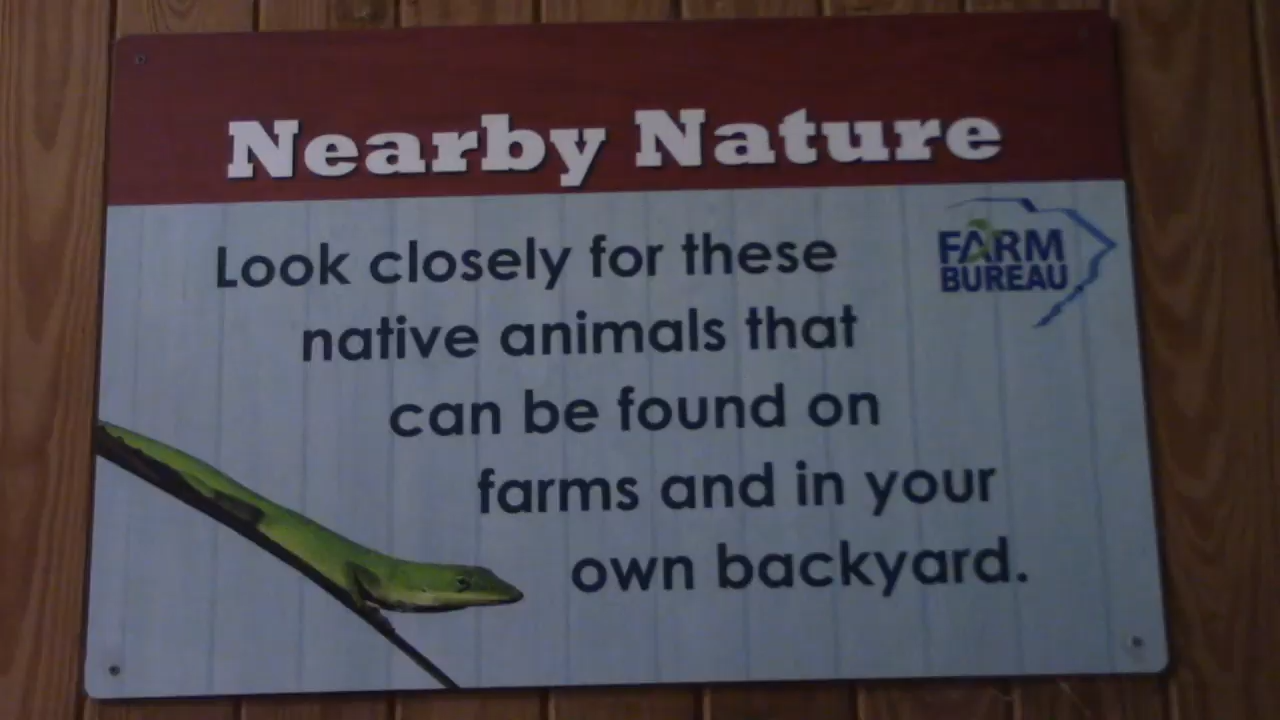 Nearby Nature
Look closely for these
native animals that
can be found on
farms and in your
own backyard.
FARM
BUREAU